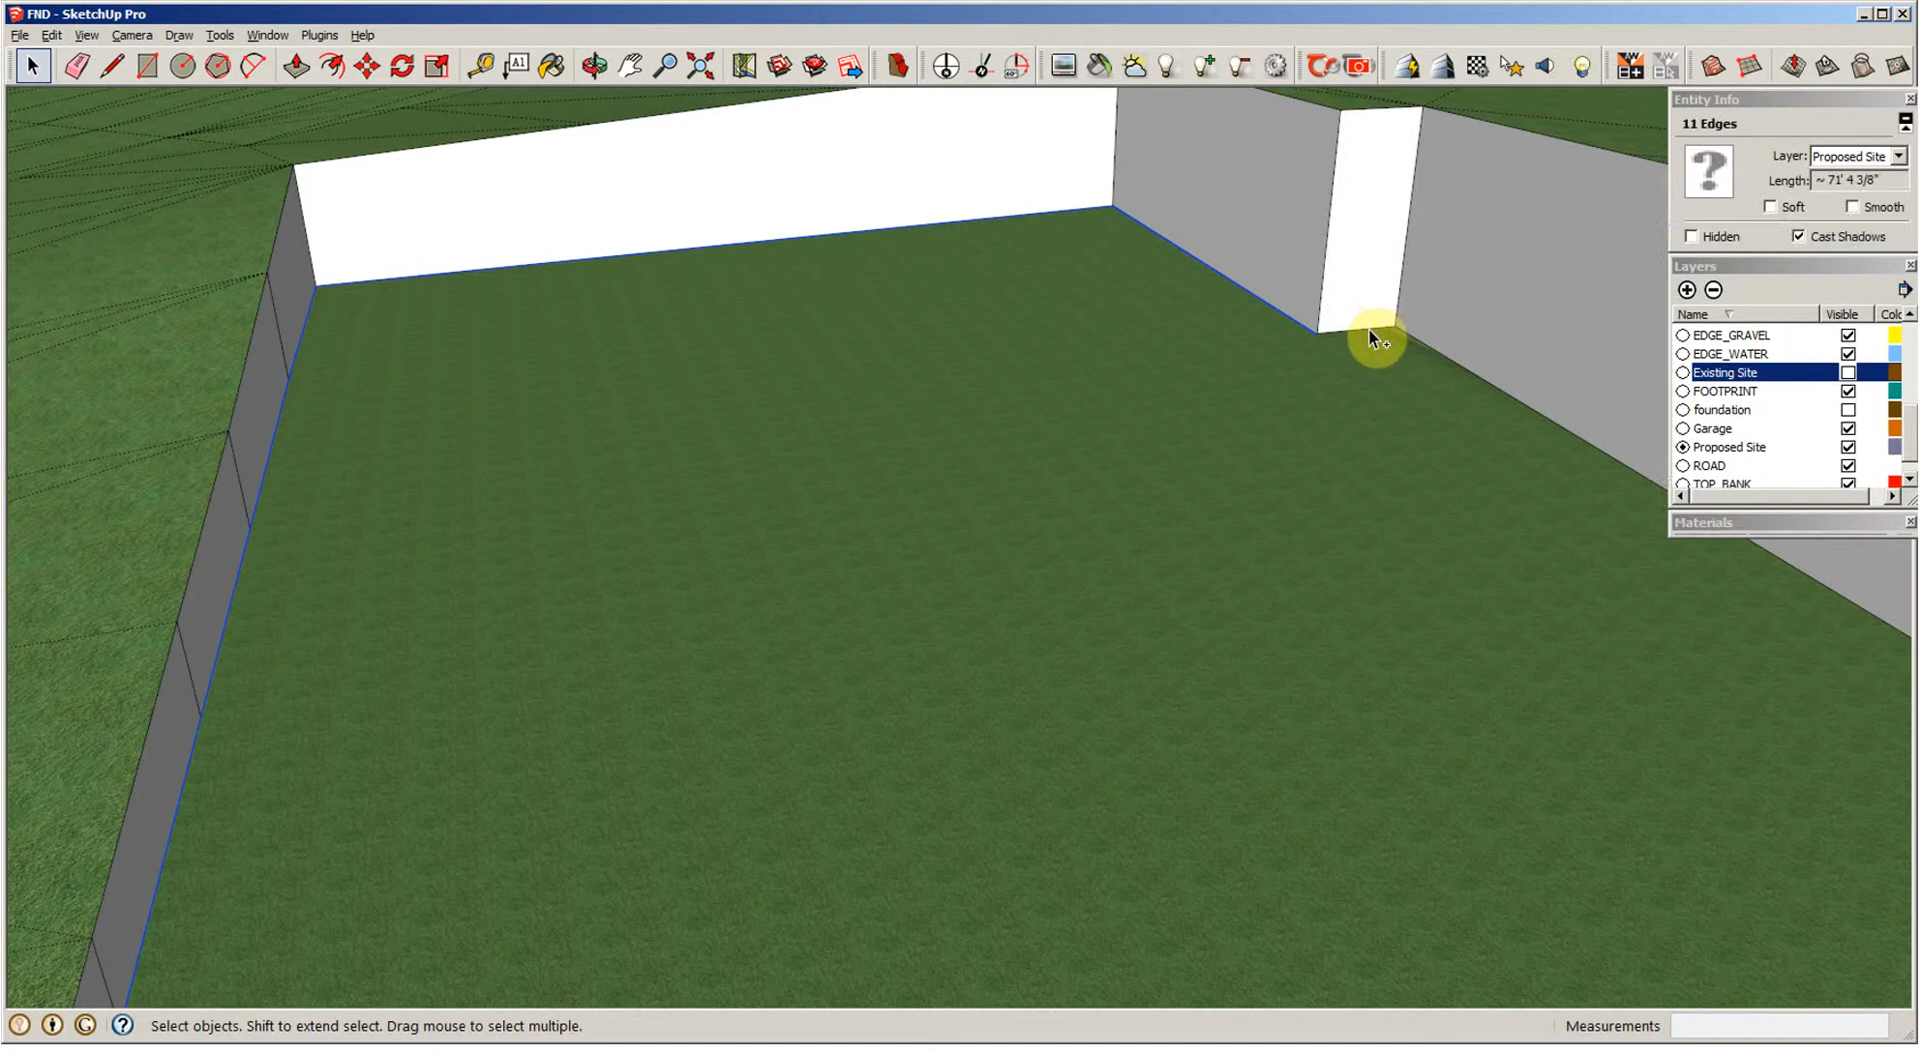 FND - SketchUp Pro
File Edit View Camera Draw Tools Window Plugins Help
A1
Entity Info
11 Edges
Layer: Proposed Site
Length: ~ 71' 4 3/8"
Soft Smooth
Hidden Cast Shadows
Layers
Name Visible Colc
EDGE_GRAVEL
EDGE_WATER
Existing Site
FOOTPRINT
foundation
Garage
Proposed Site
ROAD
TOP_BANK
Materials
Select objects. Shift to extend select. Drag mouse to select multiple.
Measurements